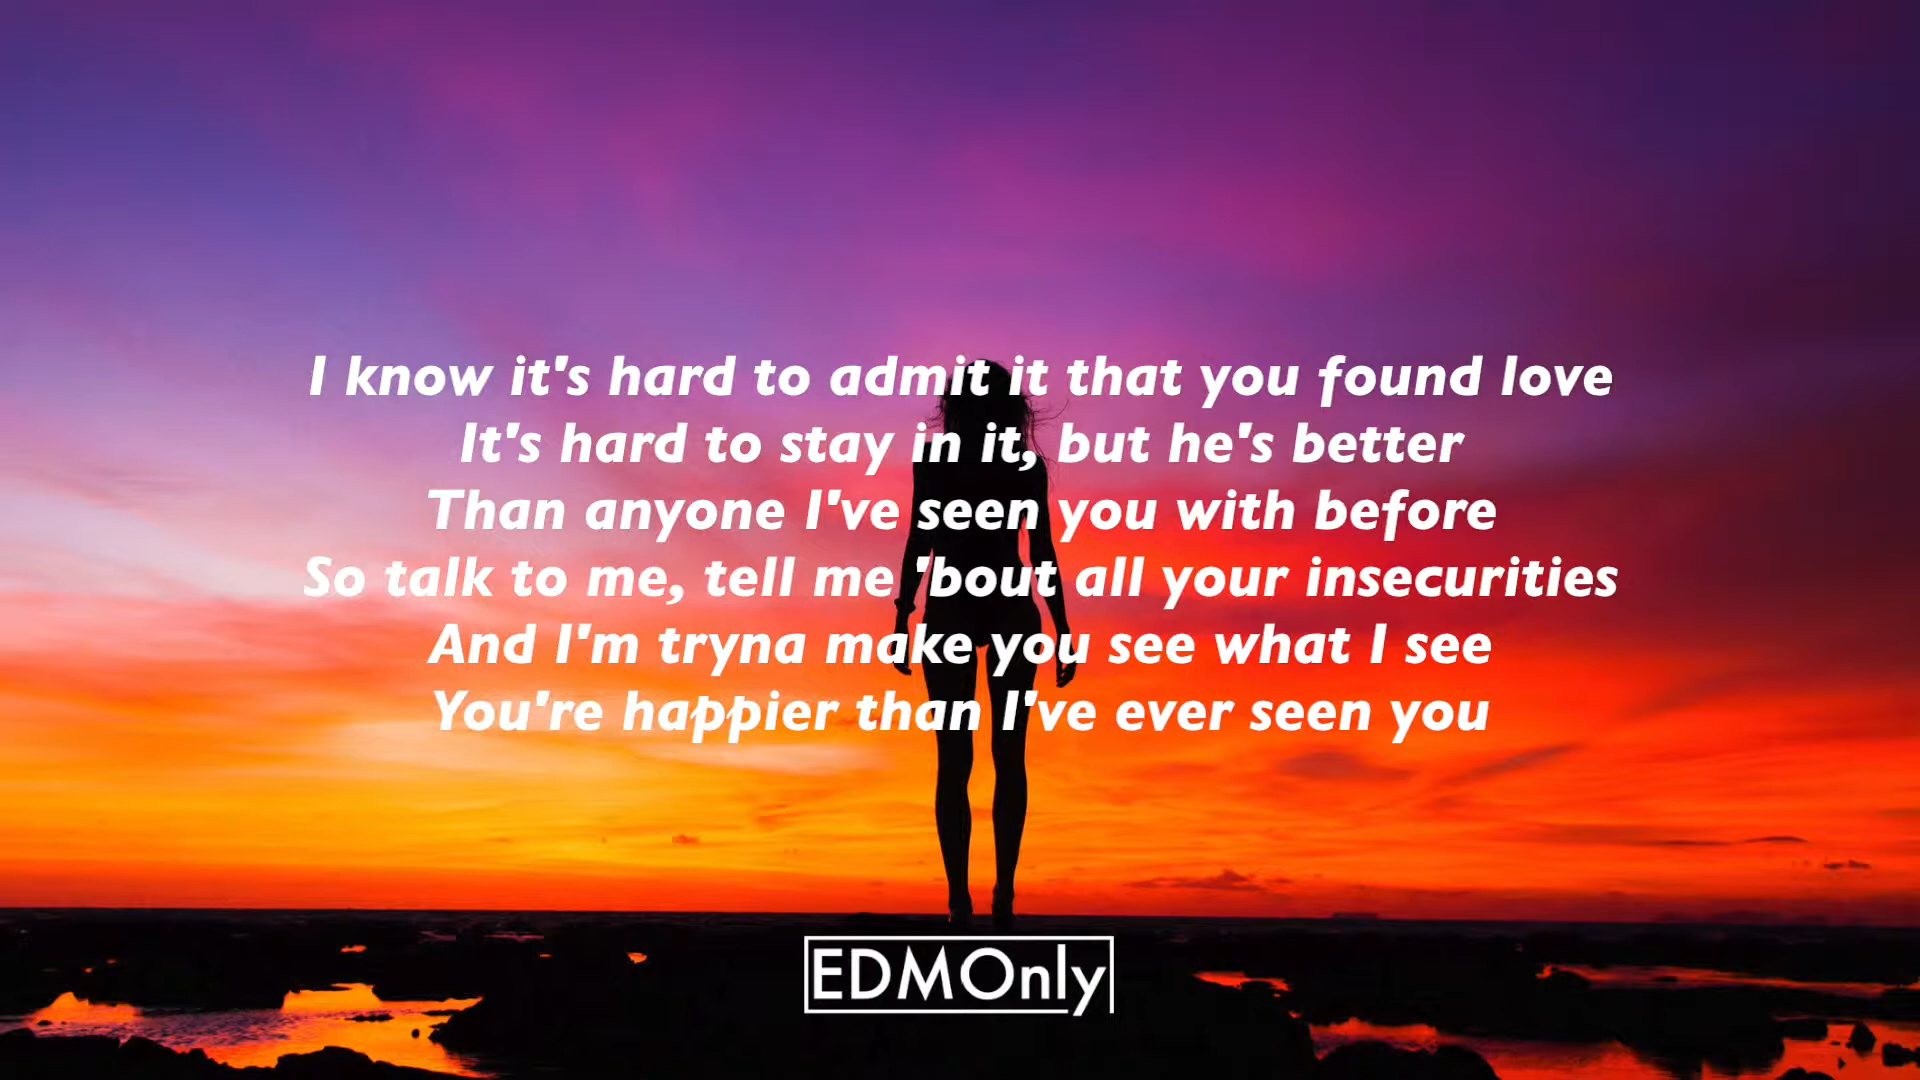 I know it's hard to admit it that you found love
It's hard to stay in it, but he's better
Than anyone I've seen you with before
So talk to me, tell me 'bout all your insecurities
And I'm tryna make you see what I see
You're happier than I've ever seen you
EDMOnly